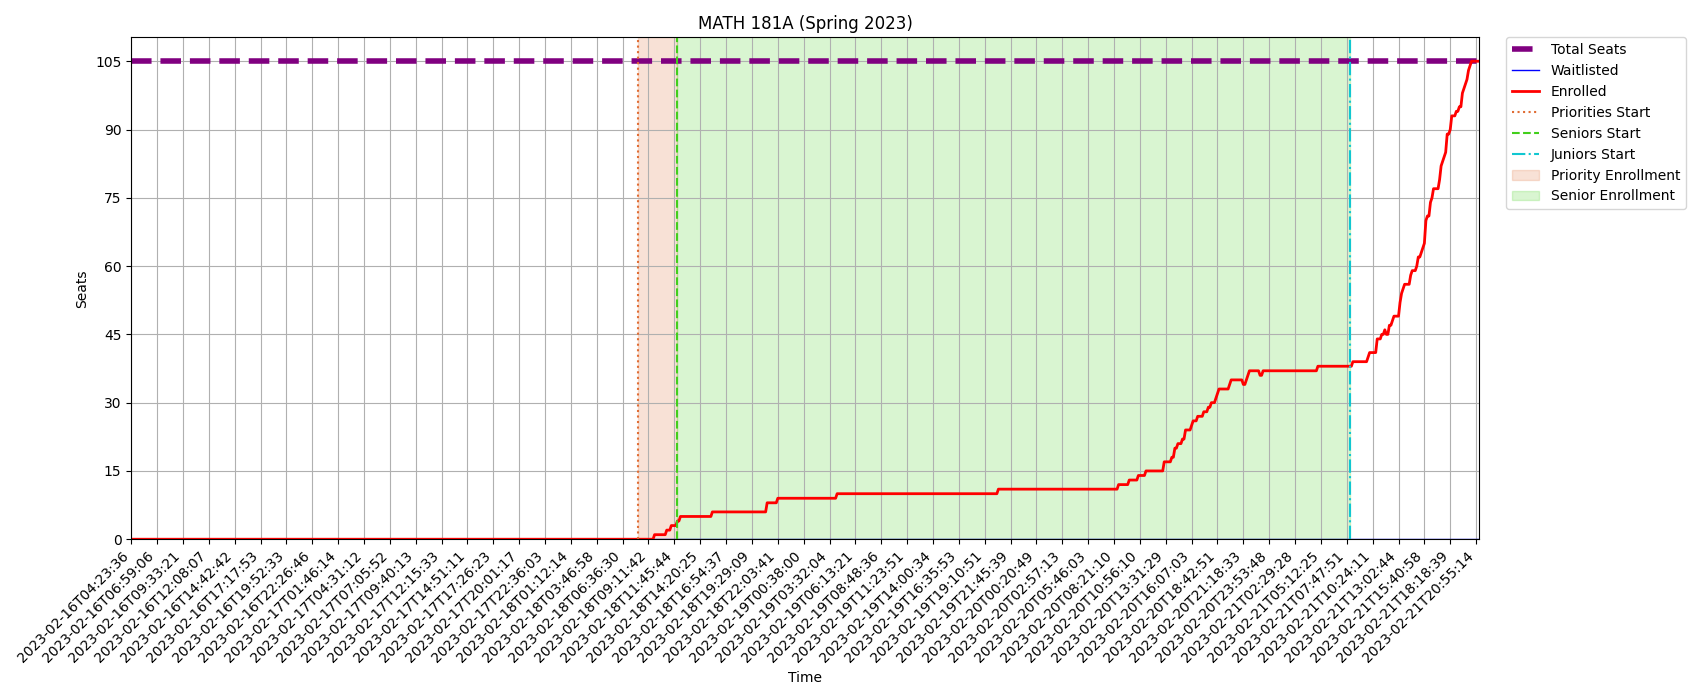 MATH 181A (Spring 2023)
105
90
75
60
45
30
15
0
Seats
2023-02-16T04:23:36
2023-02-16T06:59:06
2023-02-16T09:33:21
2023-02-16T12:08:07
2023-02-16T14:42:42
2023-02-16T17:17:53
2023-02-16T19:52:33
2023-02-16T22:26:46
2023-02-17T01:46:14
2023-02-17T04:31:12
2023-02-17T07:05:52
2023-02-17T09:40:13
2023-02-17T12:15:33
2023-02-17T14:51:11
2023-02-17T17:26:23
2023-02-17T20:01:17
2023-02-17T22:36:03
2023-02-18T01:12:14
2023-02-18T03:46:58
2023-02-18T06:36:30
2023-02-18T09:11:42
2023-02-18T11:45:44
2023-02-18T14:20:25
2023-02-18T16:54:37
2023-02-18T19:29:09
2023-02-18T22:03:41
2023-02-19T00:38:00
2023-02-19T03:32:04
2023-02-19T06:13:21
2023-02-19T08:48:36
2023-02-19T11:23:51
2023-02-19T14:00:34
2023-02-19T16:35:53
2023-02-19T19:10:51
2023-02-19T21:45:39
2023-02-20T00:20:49
2023-02-20T02:57:13
2023-02-20T05:46:03
2023-02-20T08:21:10
2023-02-20T10:56:10
2023-02-20T13:31:29
2023-02-20T16:07:03
2023-02-20T18:42:51
2023-02-20T21:18:33
2023-02-20T23:53:48
2023-02-21T02:29:28
2023-02-21T05:12:25
2023-02-21T07:47:51
2023-02-21T10:24:11
2023-02-21T13:02:44
2023-02-21T15:40:58
2023-02-21T18:18:39
2023-02-21T20:55:14
Time
Total Seats
Waitlisted
Enrolled
Priorities Start
Seniors Start
Juniors Start
Priority Enrollment
Senior Enrollment